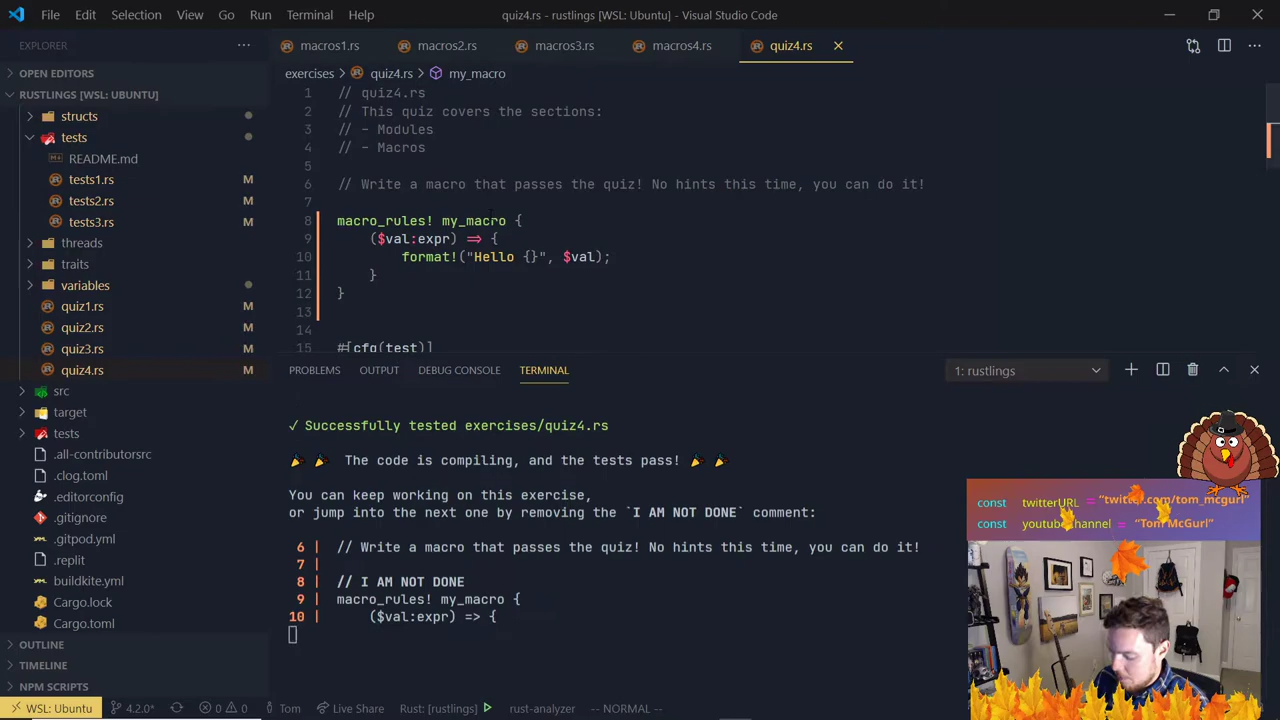 File Edit Selection View Go Run Terminal Help
quiz4.rs - rustlings [WSL: Ubuntu] - Visual Studio Code
EXPLORER
macros1.rs macros2.rs macros3.rs macros4.rs quiz4.rs
OPEN EDITORS
RUSTLINGS [WSL: UBUNTU]
structs
tests
README.md
tests1.rs M
tests2.rs M
tests3.rs M
threads
traits
variables
quiz1.rs M
quiz2.rs M
quiz3.rs M
quiz4.rs M
src
target
tests
.all-contributorsrc
.clog.toml
.editorconfig
.gitignore
.gitpod.yml
.replit
buildkite.yml
Cargo.lock
Cargo.toml
OUTLINE
TIMELINE
NPM SCRIPTS
exercises > quiz4.rs > my_macro
1 // quiz4.rs
2 // This quiz covers the sections:
3 // - Modules
4 // - Macros
5
6 // Write a macro that passes the quiz! No hints this time, you can do it!
7
8 macro_rules! my_macro {
9 ($val:expr) => {
10 format!("Hello {}", $val);
11 }
12 }
13
14
15 #[cfg(test)]
PROBLEMS OUTPUT DEBUG CONSOLE TERMINAL
1: rustlings
✓ Successfully tested exercises/quiz4.rs
🎉 🎉 The code is compiling, and the tests pass! 🎉 🎉
You can keep working on this exercise,
or jump into the next one by removing the `I AM NOT DONE` comment:
6 | // Write a macro that passes the quiz! No hints this time, you can do it!
7 |
8 | // I AM NOT DONE
9 | macro_rules! my_macro {
10 | ($val:expr) => {
const twitterURL = "twitter.com/tom_mcgurl"
const youtubeChannel = "Tom McGurl"
WSL: Ubuntu 4.2.0* 0 0 Tom Live Share Rust: [rustlings] rust-analyzer -- NORMAL --